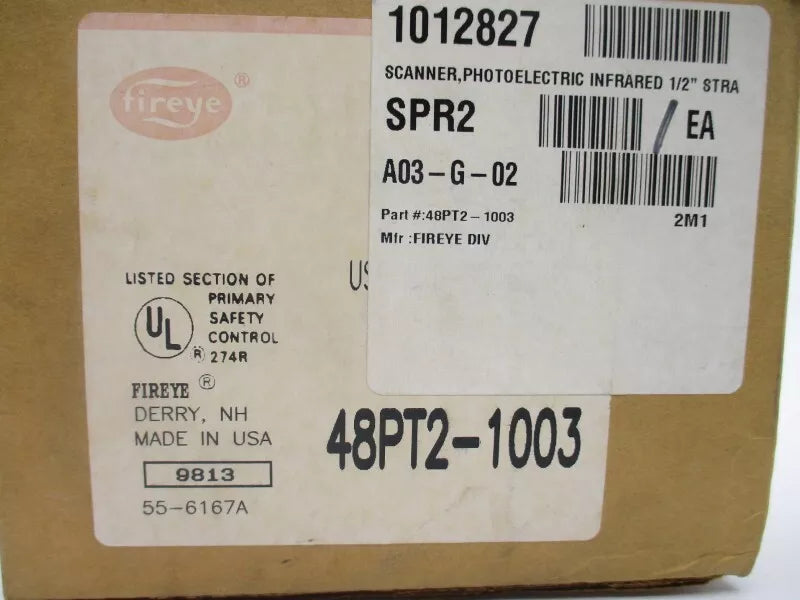 fireye®
1012827
SCANNER,PHOTOELECTRIC INFRARED 1/2" STRA
SPR2
/ EA
A03-G-02
Part #:48PT2-1003
2M1
Mfr :FIREYE DIV
US
LISTED SECTION OF
PRIMARY
SAFETY
CONTROL
274R
UL®
FIREYE®
DERRY, NH
MADE IN USA
9813
55-6167A
48PT2-1003